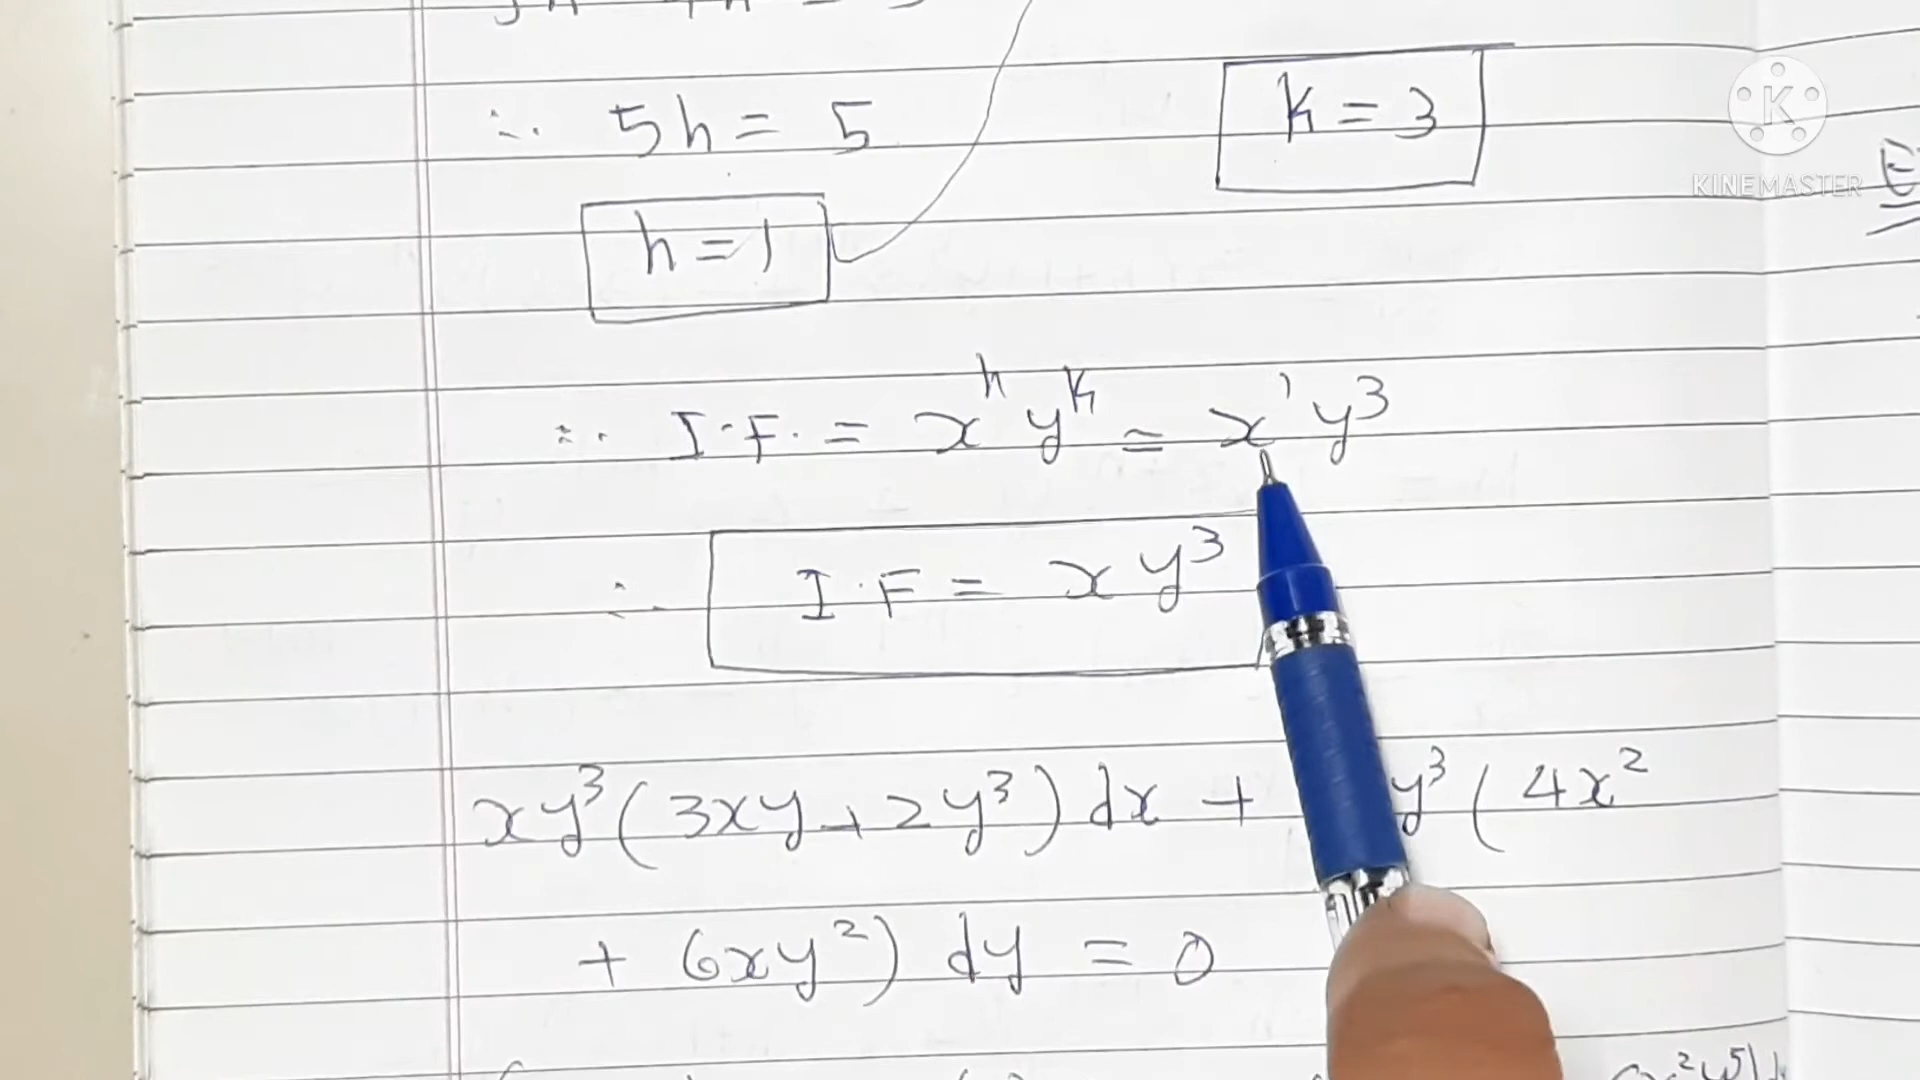 ∴ 5h = 5
k = 3
K
KINEMASTER
h = 1
∴ I.F. = x^h y^k = x^1 y^3
∴ I.F = x y^3
xy^3 (3xy + 2y^3) dx + y^3 (4x^2
+ 6xy^2) dy = 0